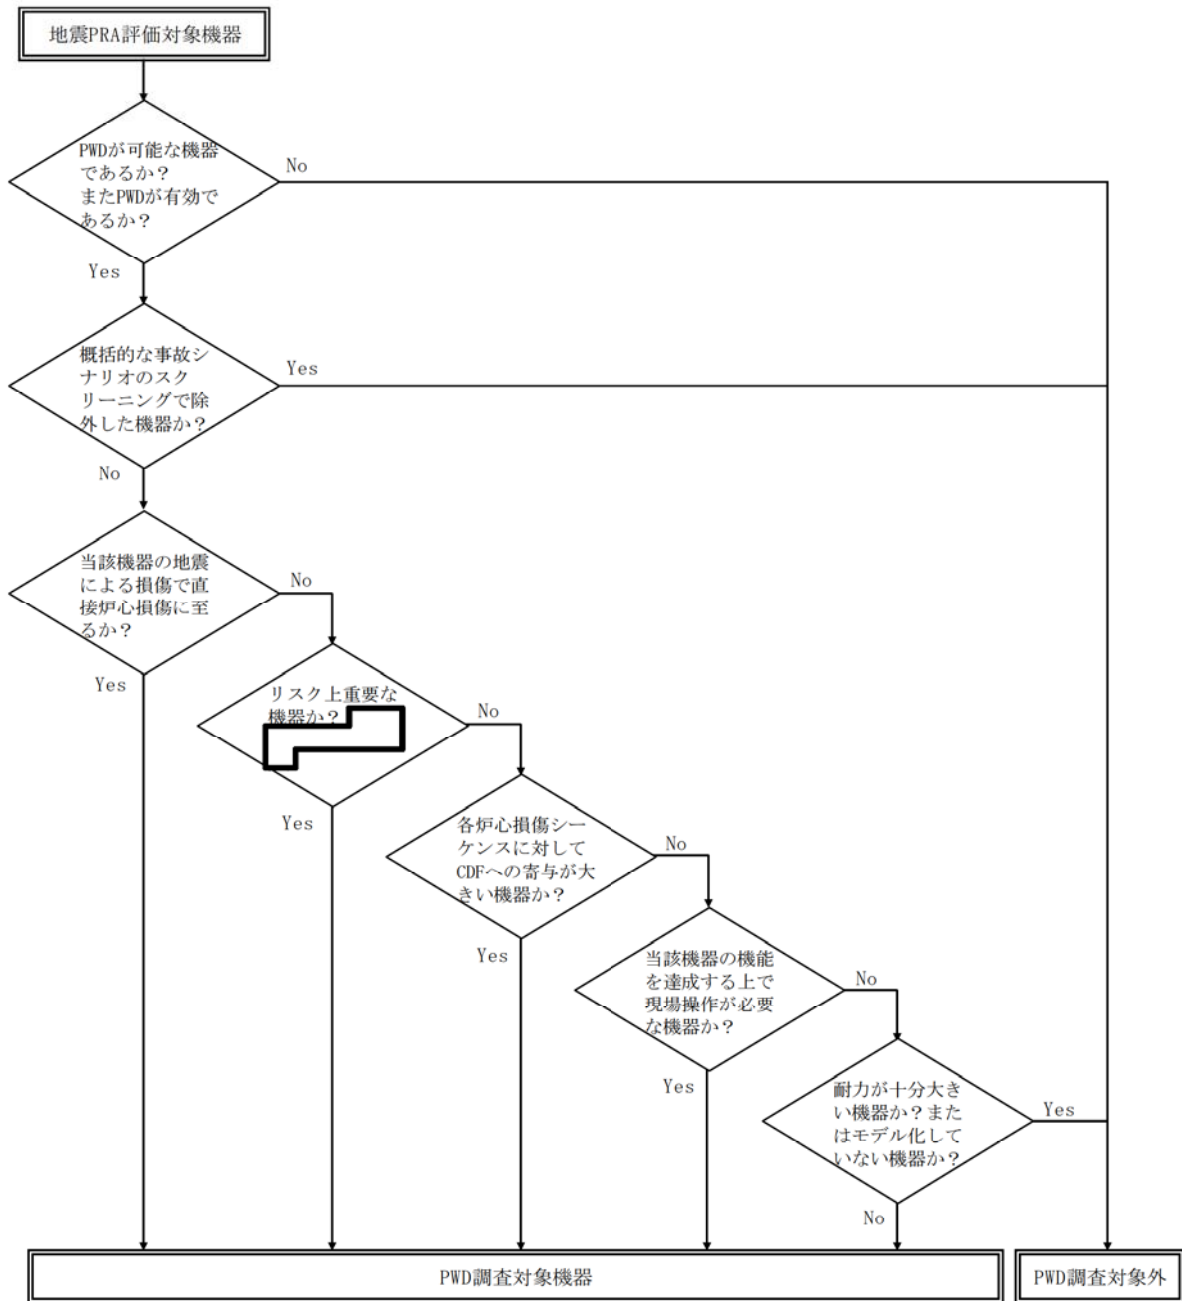 地震PRA評価対象機器
PWDが可能な機器
であるか？
またPWDが有効で
あるか？
No
Yes
概括的な事故シ
ナリオのスク
リーニングで除
外した機器か？
Yes
No
当該機器の地震
による損傷で直
接炉心損傷に至
るか？
No
Yes
リスク上重要な
機器か？
No
Yes
各炉心損傷シー
ケンスに対して
CDFへの寄与が大
きい機器か？
No
Yes
当該機器の機能
を達成する上で
現場操作が必要
な機器か？
No
Yes
耐力が十分大き
い機器か？また
はモデル化して
いない機器か？
Yes
No
PWD調査対象機器
PWD調査対象外